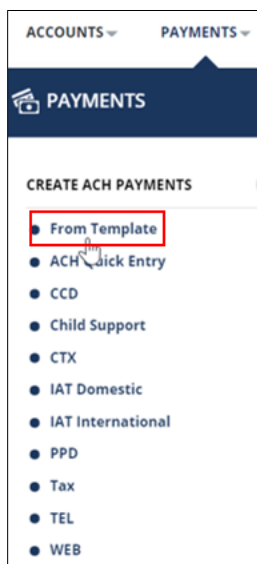 ACCOUNTS PAYMENTS
PAYMENTS
CREATE ACH PAYMENTS
From Template
ACH Quick Entry
CCD
Child Support
CTX
IAT Domestic
IAT International
PPD
Tax
TEL
WEB